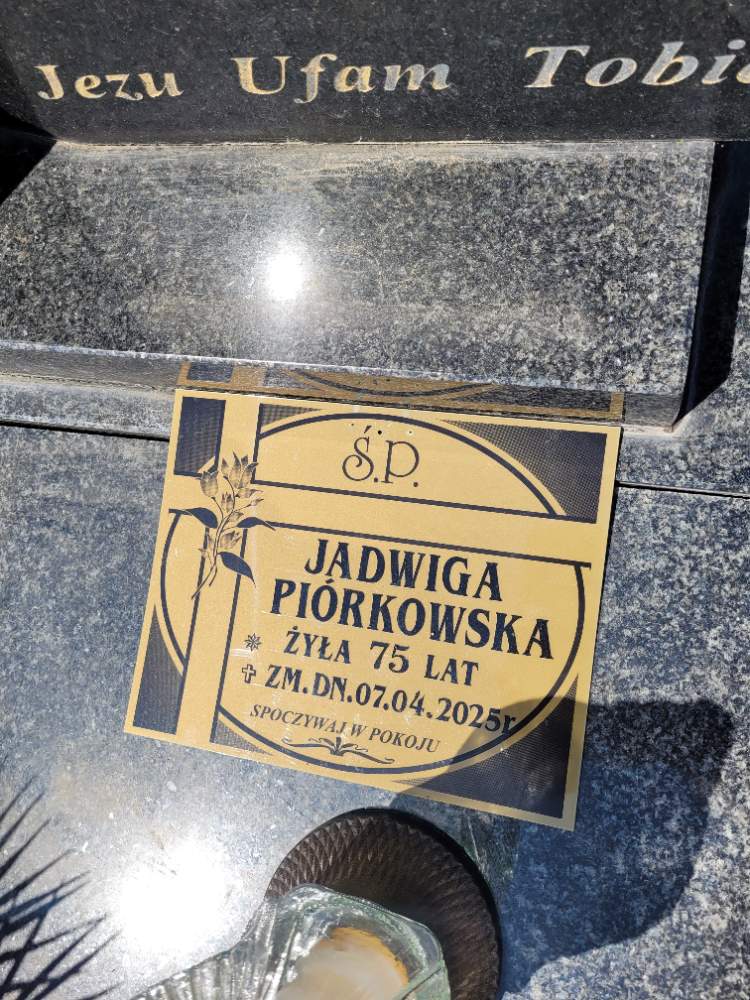 Jezu Ufam
Ś.P.
JADWIGA
PIÓRKOWSKA
ŻYŁA 75 LAT
ZM.DN.07.04.2025r.
SPOCZYWAJ W POKOJU